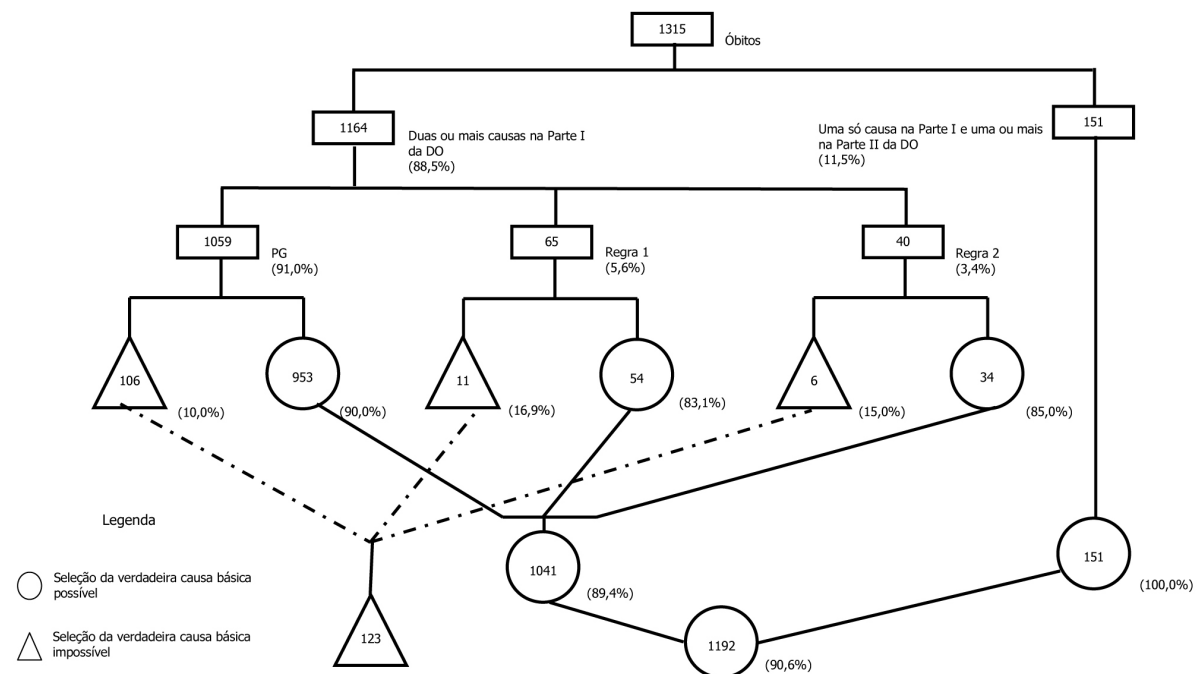 1315
Óbitos
1164
Duas ou mais causas na Parte I
da DO
(88,5%)
Uma só causa na Parte I e uma ou mais
na Parte II da DO
(11,5%)
151
1059
PG
(91,0%)
65
Regra 1
(5,6%)
40
Regra 2
(3,4%)
106
(10,0%)
953
(90,0%)
11
(16,9%)
54
(83,1%)
6
(15,0%)
34
(85,0%)
Legenda
Seleção da verdadeira causa básica
possível
Seleção da verdadeira causa básica
impossível
123
1041
(89,4%)
1192
(90,6%)
151
(100,0%)